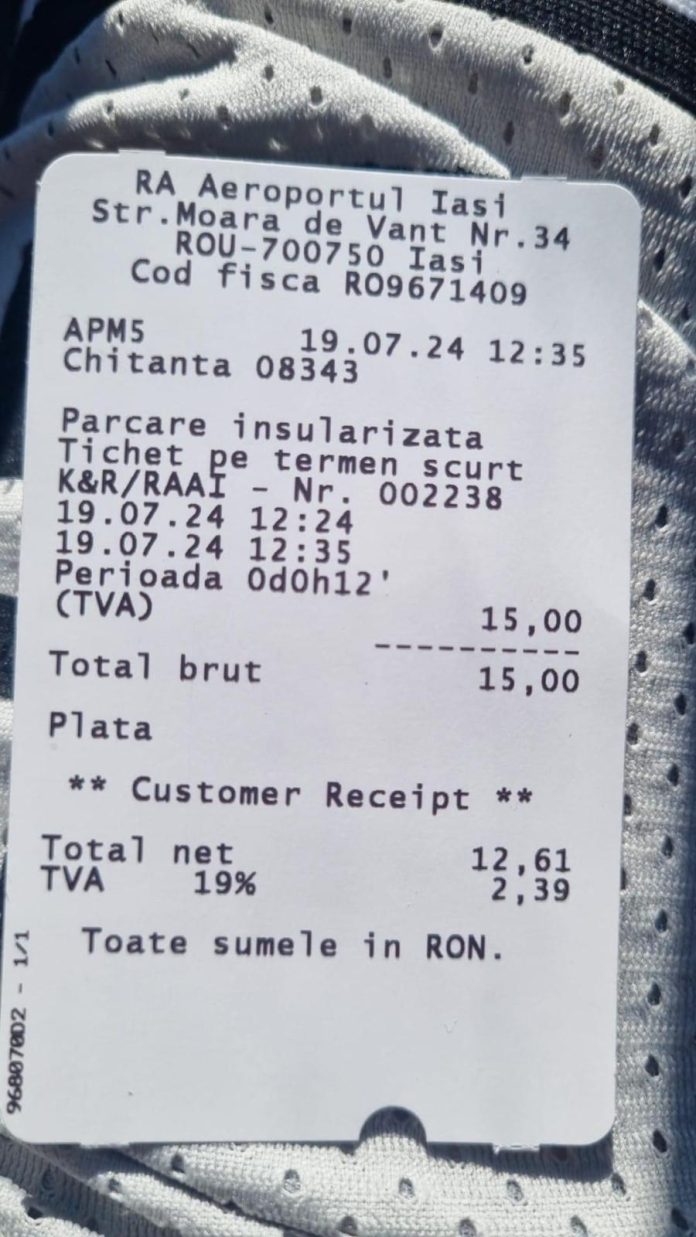 RA Aeroportul Iasi
Str.Moara de Vant Nr.34
ROU-700750 Iasi
Cod fisca RO9671409
APM5 19.07.24 12:35
Chitanta 08343
Parcare insularizata
Tichet pe termen scurt
K&R/RAAI - Nr. 002238
19.07.24 12:24
19.07.24 12:35
Perioada 0d0h12'
(TVA) 15,00
----------
Total brut 15,00
Plata
** Customer Receipt **
Total net 12,61
TVA 19% 2,39
Toate sumele in RON.
968070D2 - 1/1